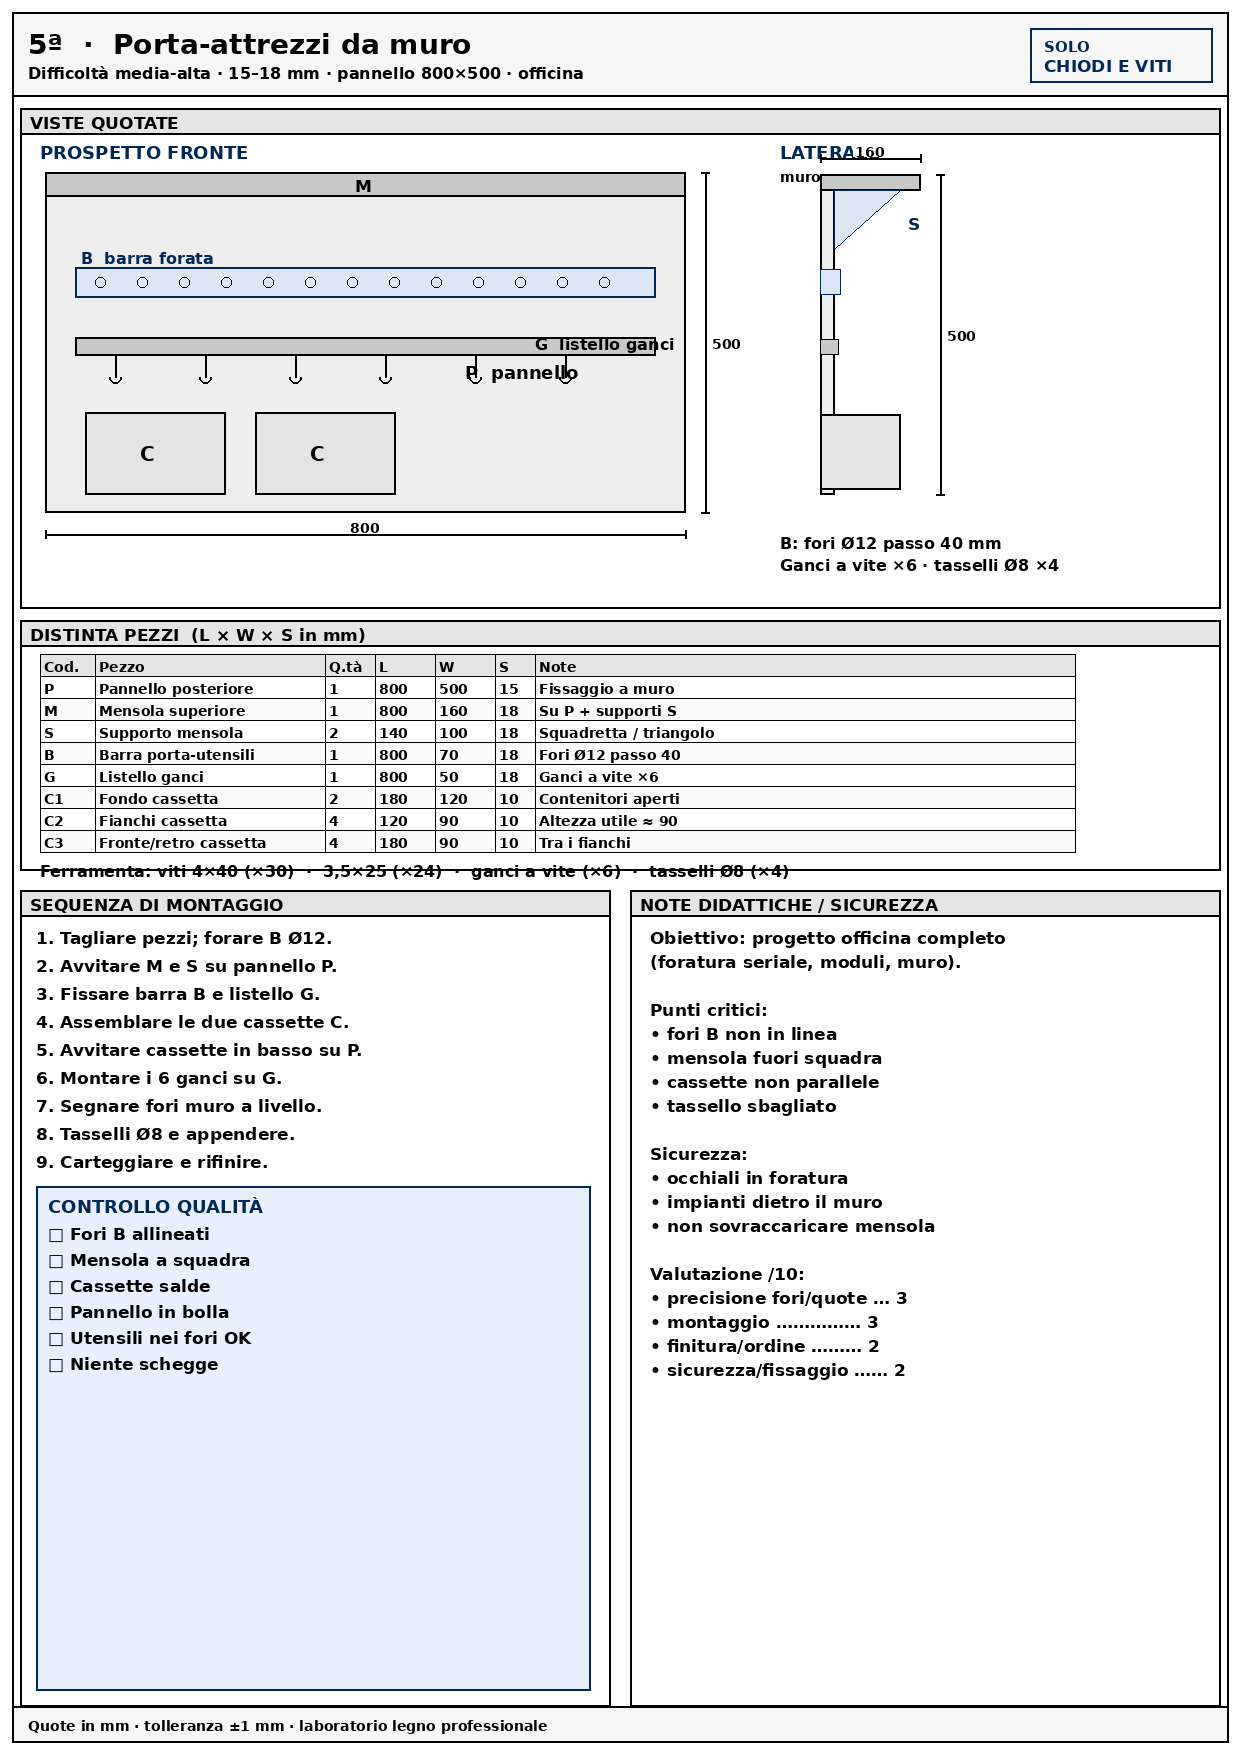 5ª · Porta-attrezzi da muro
Difficoltà media-alta · 15–18 mm · pannello 800×500 · officina
SOLO
CHIODI E VITI
VISTE QUOTATE
PROSPETTO FRONTE
M
B barra forata
G listello ganci
P pannello
C
C
500
800
LATERA
160
muro
S
500
B: fori Ø12 passo 40 mm
Ganci a vite ×6 · tasselli Ø8 ×4
DISTINTA PEZZI (L × W × S in mm)
Cod. Pezzo Q.tà L W S Note
P Pannello posteriore 1 800 500 15 Fissaggio a muro
M Mensola superiore 1 800 160 18 Su P + supporti S
S Supporto mensola 2 140 100 18 Squadretta / triangolo
B Barra porta-utensili 1 800 70 18 Fori Ø12 passo 40
G Listello ganci 1 800 50 18 Ganci a vite ×6
C1 Fondo cassetta 2 180 120 10 Contenitori aperti
C2 Fianchi cassetta 4 120 90 10 Altezza utile ≈ 90
C3 Fronte/retro cassetta 4 180 90 10 Tra i fianchi
Ferramenta: viti 4×40 (×30) · 3,5×25 (×24) · ganci a vite (×6) · tasselli Ø8 (×4)
SEQUENZA DI MONTAGGIO
1. Tagliare pezzi; forare B Ø12.
2. Avvitare M e S su pannello P.
3. Fissare barra B e listello G.
4. Assemblare le due cassette C.
5. Avvitare cassette in basso su P.
6. Montare i 6 ganci su G.
7. Segnare fori muro a livello.
8. Tasselli Ø8 e appendere.
9. Carteggiare e rifinire.
CONTROLLO QUALITÀ
□ Fori B allineati
□ Mensola a squadra
□ Cassette salde
□ Pannello in bolla
□ Utensili nei fori OK
□ Niente schegge
NOTE DIDATTICHE / SICUREZZA
Obiettivo: progetto officina completo
(foratura seriale, moduli, muro).
Punti critici:
• fori B non in linea
• mensola fuori squadra
• cassette non parallele
• tassello sbagliato
Sicurezza:
• occhiali in foratura
• impianti dietro il muro
• non sovraccaricare mensola
Valutazione /10:
• precisione fori/quote … 3
• montaggio …………… 3
• finitura/ordine ……… 2
• sicurezza/fissaggio …… 2
Quote in mm · tolleranza ±1 mm · laboratorio legno professionale